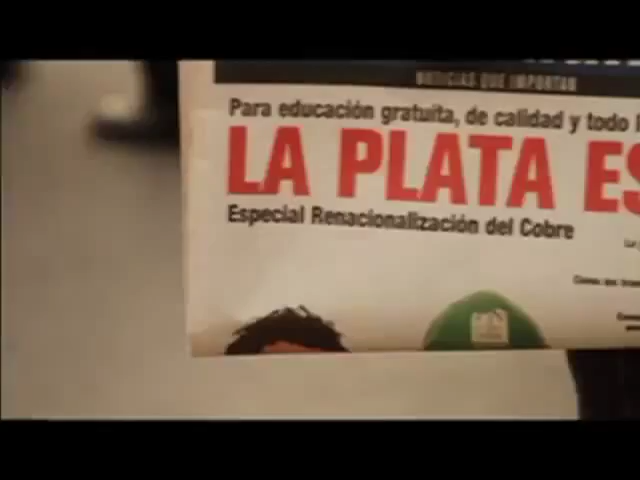 NOTICIAS QUE IMPORTAN
Para educación gratuita, de calidad y todo
LA PLATA ES
Especial Renacionalización del Cobre